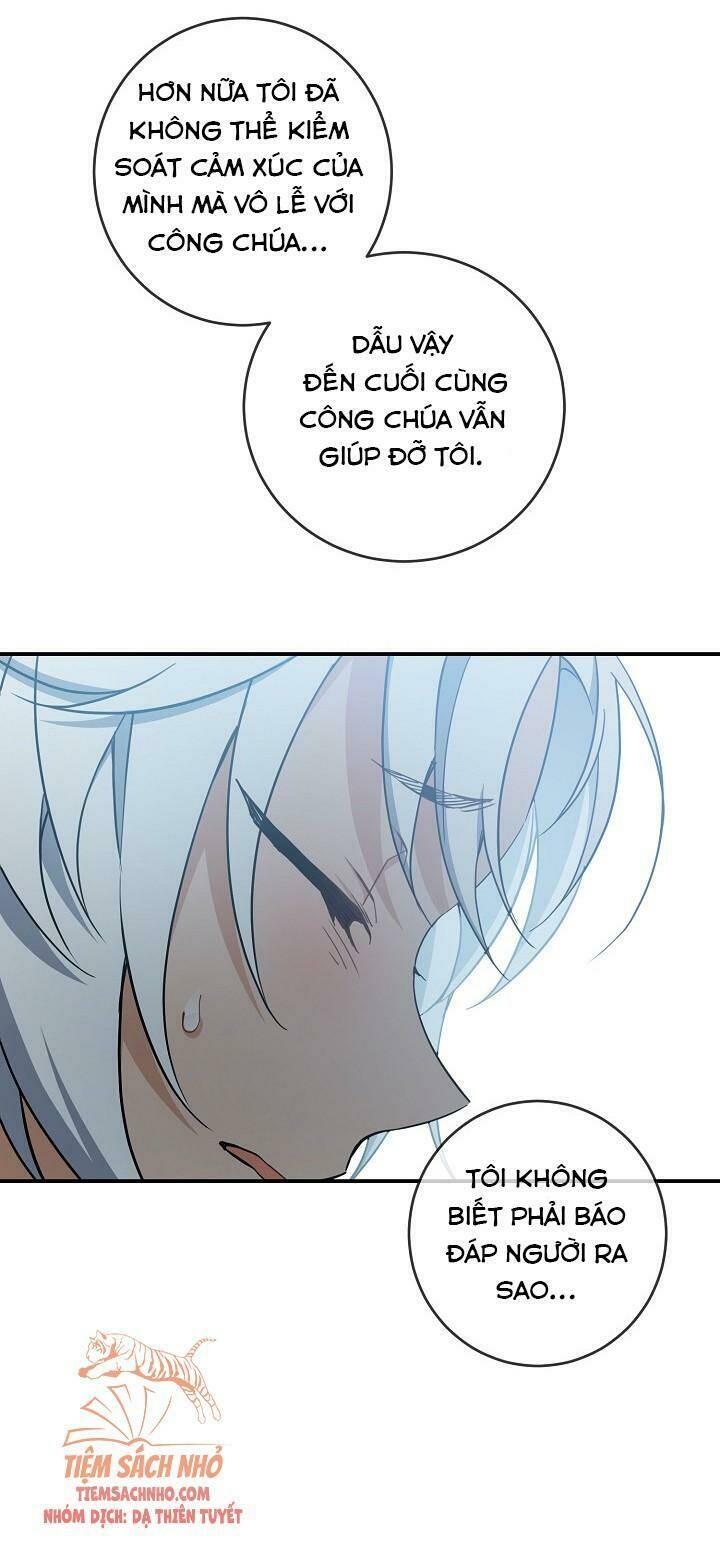 HƠN NỮA TÔI ĐÃ
KHÔNG THỂ KIỂM
SOÁT CẢM XÚC CỦA
MÌNH MÀ VÔ LỄ VỚI
CÔNG CHÚA...
DẪU VẬY
ĐẾN CUỐI CÙNG
CÔNG CHÚA VẪN
GIÚP ĐỠ TÔI.
TÔI KHÔNG
BIẾT PHẢI BÁO
ĐÁP NGƯỜI RA
SAO...
TIỆM SÁCH NHỎ
TIEMSACHNHO.COM
NHÓM DỊCH: DẠ THIÊN TUYẾT